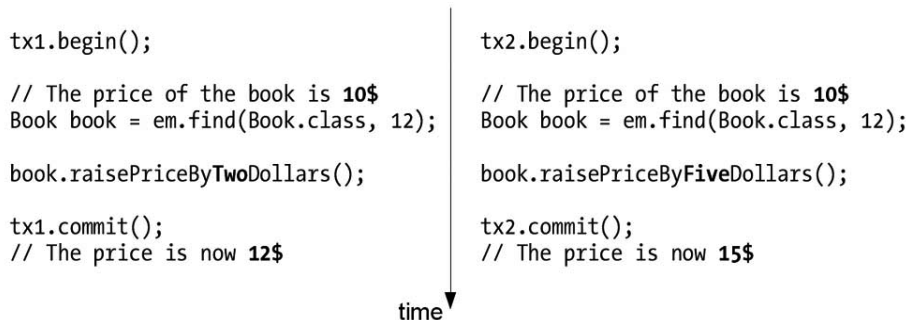 tx1.begin();
// The price of the book is 10$
Book book = em.find(Book.class, 12);
book.raisePriceByTwoDollars();
tx1.commit();
// The price is now 12$
tx2.begin();
// The price of the book is 10$
Book book = em.find(Book.class, 12);
book.raisePriceByFiveDollars();
tx2.commit();
// The price is now 15$
time